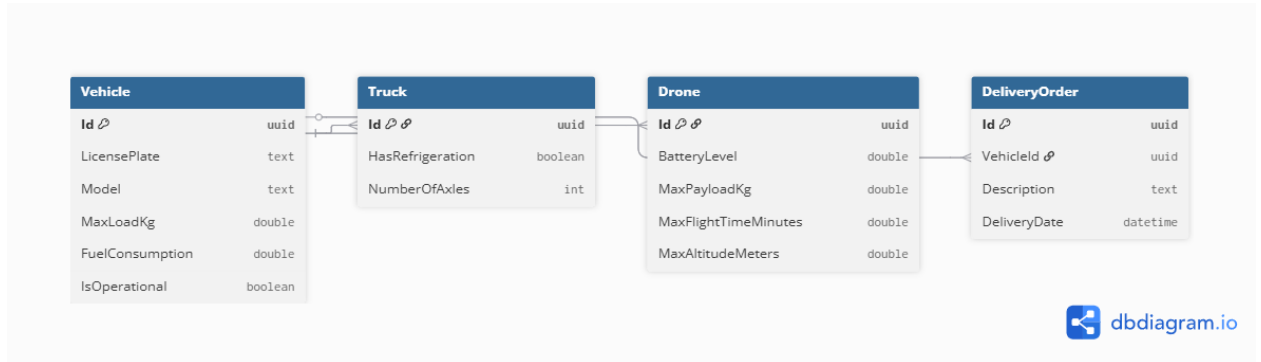 Vehicle
Id uuid
LicensePlate text
Model text
MaxLoadKg double
FuelConsumption double
IsOperational boolean
Truck
Id uuid
HasRefrigeration boolean
NumberOfAxles int
Drone
Id uuid
BatteryLevel double
MaxPayloadKg double
MaxFlightTimeMinutes double
MaxAltitudeMeters double
DeliveryOrder
Id uuid
VehicleId uuid
Description text
DeliveryDate datetime
dbdiagram.io